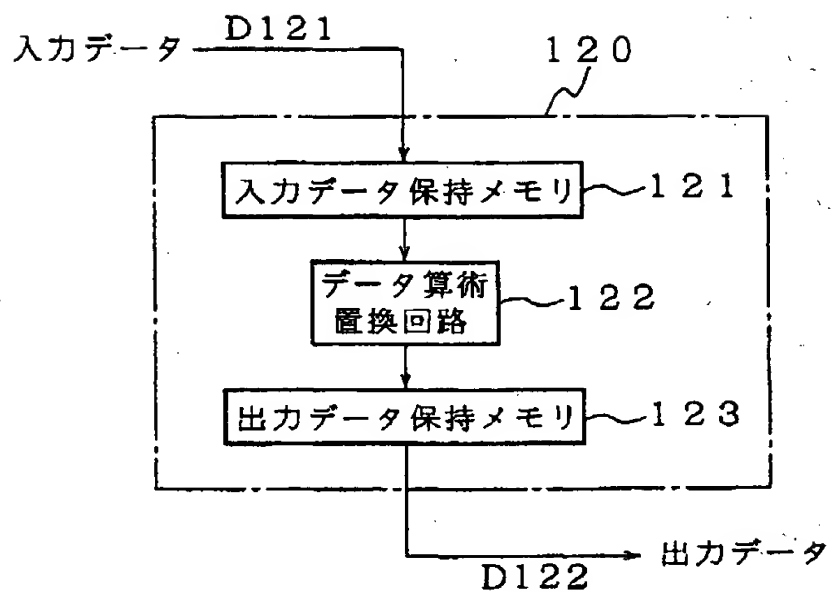 D121
入力データ
120
入力データ保持メモリ
121
データ算術
置換回路
122
出力データ保持メモリ
123
出力データ
D122